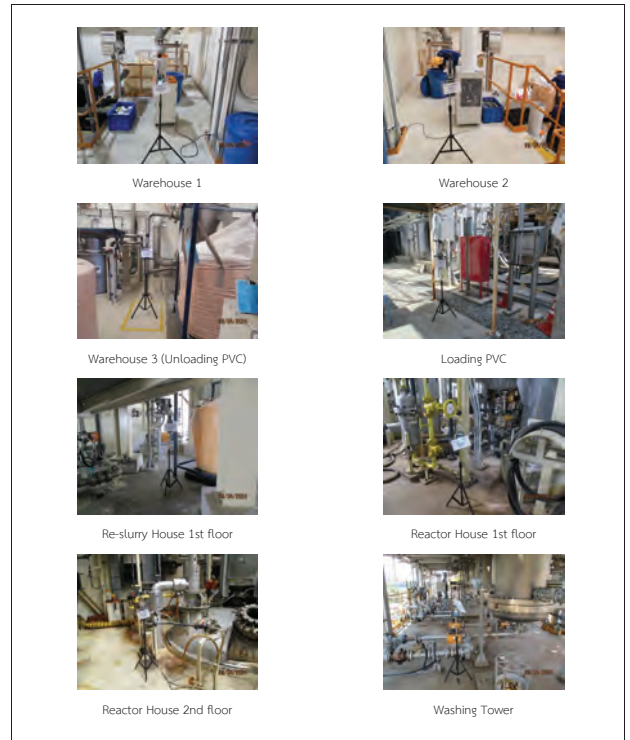 Warehouse 1
Warehouse 2
Warehouse 3 (Unloading PVC)
Loading PVC
Re-slurry House 1st floor
Reactor House 1st floor
Reactor House 2nd floor
Washing Tower